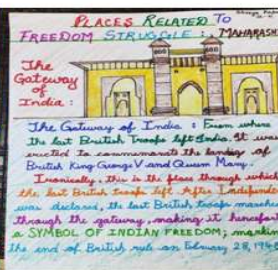 PLACES RELATED TO
FREEDOM STRUGGLE : MAHARASH
The
Gateway
of
India :
The Gateway of India : From where
the last British Troops left India. It was
erected to commemorate the landing of
British King George V and Queen Mary.
Ironically, this is the place through which
the last British troops left. After Independen
was declared, the last British troops marched
through the gateway, making it hencefor
a SYMBOL OF INDIAN FREEDOM; marking
the end of British rule on February 28, 194